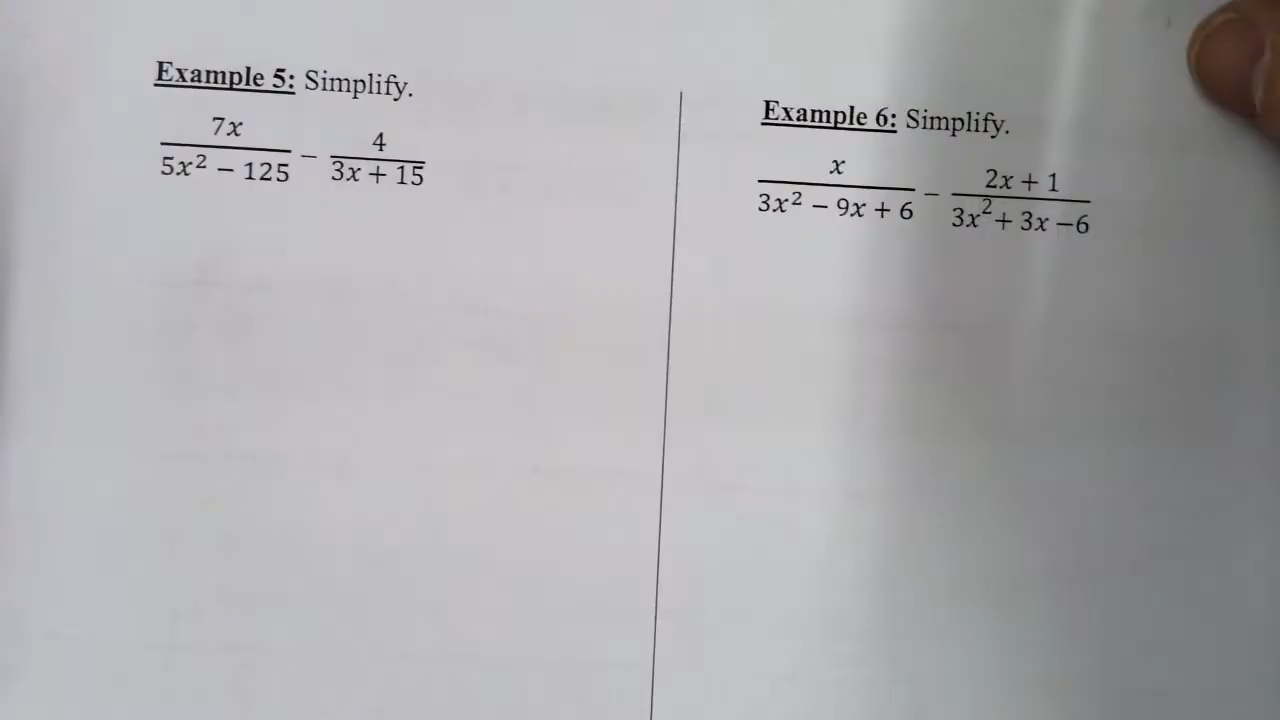 Example 5: Simplify.
7x
5x² − 125
−
4
3x + 15
Example 6: Simplify.
x
3x² − 9x + 6
−
2x + 1
3x² + 3x −6